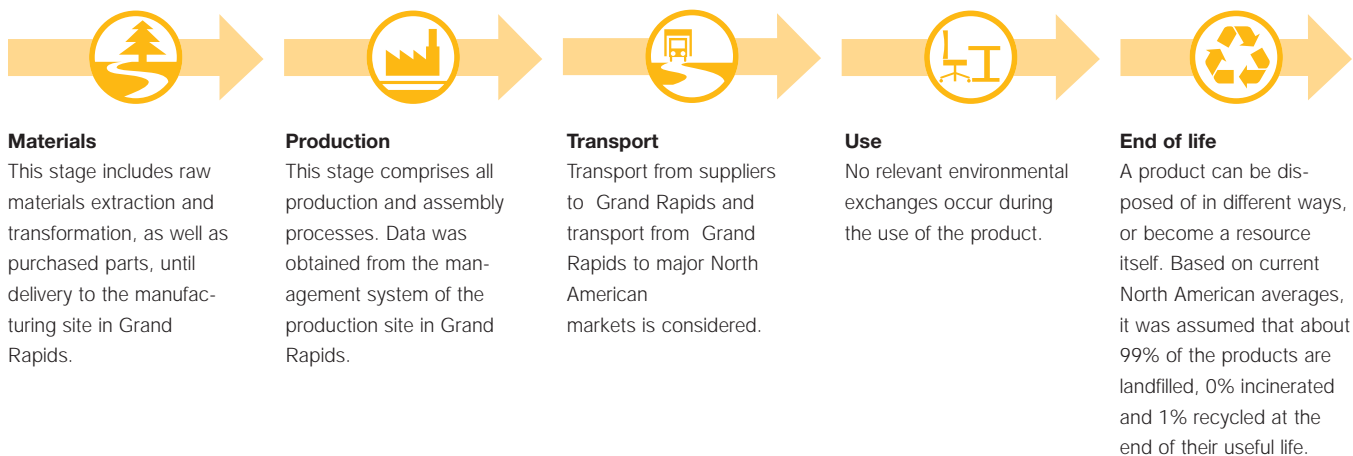 Materials
This stage includes raw
materials extraction and
transformation, as well as
purchased parts, until
delivery to the manufac-
turing site in Grand
Rapids.
Production
This stage comprises all
production and assembly
processes. Data was
obtained from the man-
agement system of the
production site in Grand
Rapids.
Transport
Transport from suppliers
to Grand Rapids and
transport from Grand
Rapids to major North
American
markets is considered.
Use
No relevant environmental
exchanges occur during
the use of the product.
End of life
A product can be dis-
posed of in different ways,
or become a resource
itself. Based on current
North American averages,
it was assumed that about
99% of the products are
landfilled, 0% incinerated
and 1% recycled at the
end of their useful life.